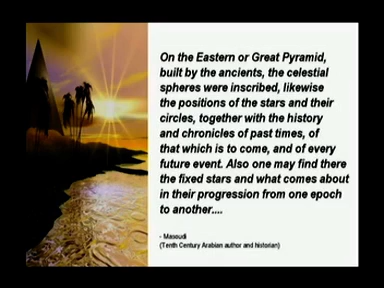 On the Eastern or Great Pyramid,
built by the ancients, the celestial
spheres were inscribed, likewise
the positions of the stars and their
circles, together with the history
and chronicles of past times, of
that which is to come, and of every
future event. Also one may find there
the fixed stars and what comes about
in their progression from one epoch
to another....
- Masoudi
(Tenth Century Arabian author and historian)